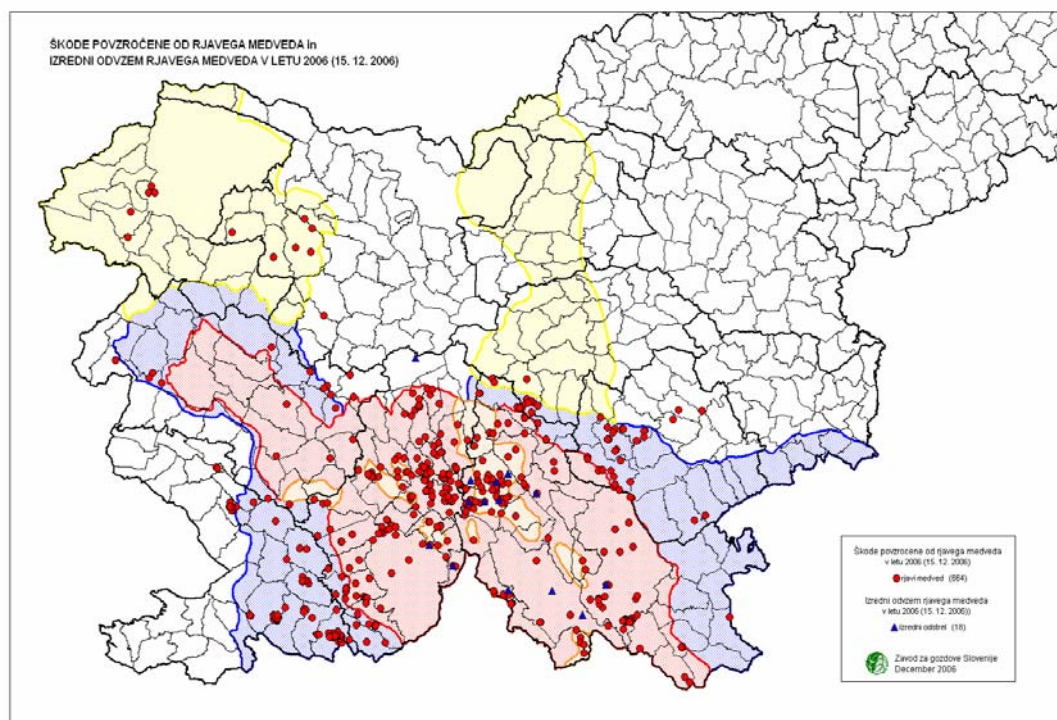 ŠKODE POVZROČENE OD RJAVEGA MEDVEDA in
IZREDNI ODVZEM RJAVEGA MEDVEDA V LETU 2006 (15. 12. 2006)
Škode povzročene od rjavega medveda
v letu 2006 (15. 12. 2006)
rjavi medved (664)
Izredni odvzem rjavega medveda
v letu 2006 (15. 12. 2006))
izredni odstrel (18)
Zavod za gozdove Slovenije
December 2006